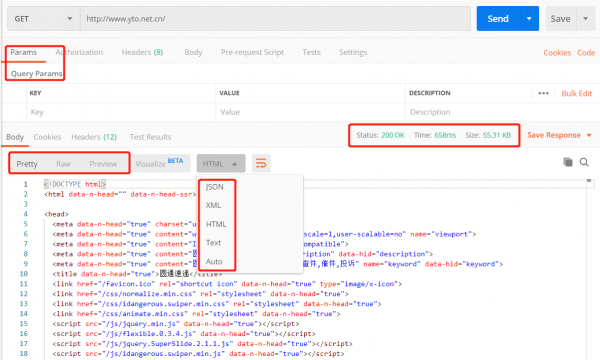 GET http://www.yto.net.cn/ Send Save
Params Authorization Headers (8) Body Pre-request Script Tests Settings Cookies Code
Query Params
KEY VALUE DESCRIPTION ••• Bulk Edit
Key Value Description
Body Cookies Headers (12) Test Results Status: 200 OK Time: 658ms Size: 55.31 KB Save Response
Pretty Raw Preview Visualize BETA HTML
JSON
XML
HTML
Text
Auto
1 <!DOCTYPE html>
2 <html data-n-head="" data-n-head-ssr>
3
4 <head>
5 <meta data-n-head="true" charset="u
6 <meta data-n-head="true" content="w scale=1,user-scalable=no" name="viewport">
7 <meta data-n-head="true" content="I ompatible">
8 <meta data-n-head="true" content="圆 ription" data-hid="description">
9 <meta data-n-head="true" content="圆 件,催件,投诉" name="keyword" data-hid="keyword">
10 <title data-n-head="true">圆通速递</title>
11 <link href="/favicon.ico" rel="shortcut icon" data-n-head="true" type="image/x-icon">
12 <link href="/css/normalize.min.css" rel="stylesheet" data-n-head="true">
13 <link href="/css/idangerous.swiper.min.css" rel="stylesheet" data-n-head="true">
14 <link href="/css/animate.min.css" rel="stylesheet" data-n-head="true">
15 <script src="/js/jquery.min.js" data-n-head="true"></script>
16 <script src="/js/flexible.0.3.4.js" data-n-head="true"></script>
17 <script src="/js/jquery.SuperSlide.2.1.1.js" data-n-head="true"></script>
18 <script src="/js/idangerous.swiper.min.js" data-n-head="true"></script>